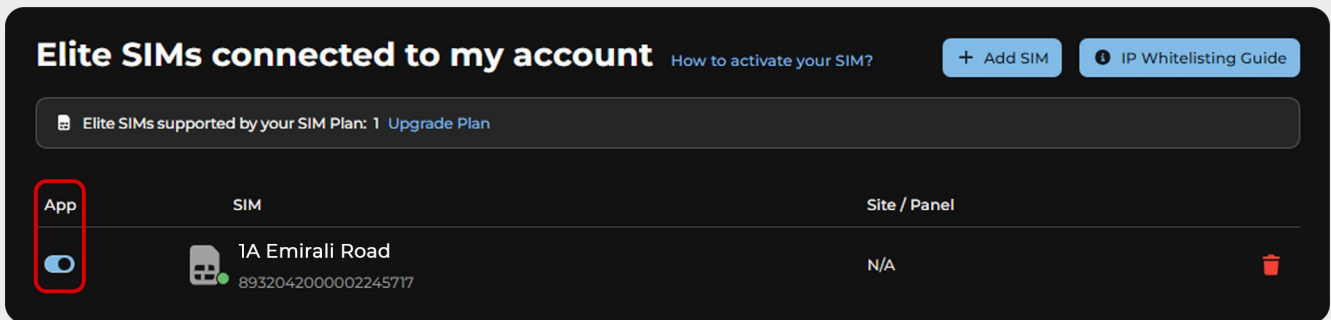 Elite SIMs connected to my account How to activate your SIM? + Add SIM IP Whitelisting Guide
Elite SIMs supported by your SIM Plan: 1 Upgrade Plan
App SIM Site / Panel
1A Emirali Road
N/A
8932042000002245717